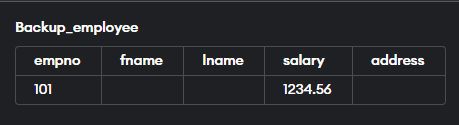 Backup_employee
empno fname lname salary address
101 1234.56